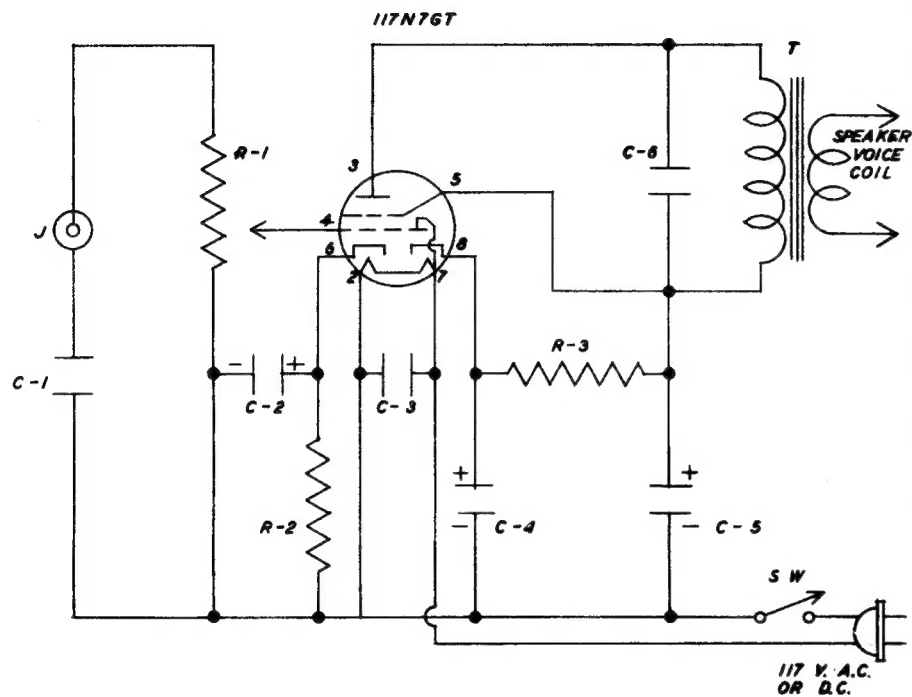 117N7GT
T
R-1
3
5
C-6
SPEAKER
VOICE
COIL
J
4
6
8
2
7
R-3
C-1
- +
C-2
C-3
+
+
R-2
-
C-4
-
C-5
SW
117 V. A.C.
OR D.C.